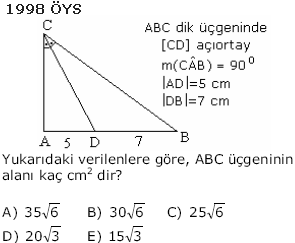 1998 ÖYS
ABC dik üçgeninde
[CD] açıortay
m(CÂB) = 90⁰
|AD|=5 cm
|DB|=7 cm
C
A 5 D 7 B
Yukarıdaki verilenlere göre, ABC üçgeninin
alanı kaç cm² dir?
A) 35√6 B) 30√6 C) 25√6
D) 20√3 E) 15√3